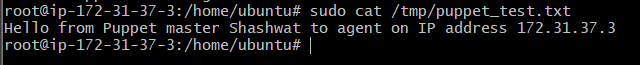 root@ip-172-31-37-3:/home/ubuntu# sudo cat /tmp/puppet_test.txt
Hello from Puppet master Shashwat to agent on IP address 172.31.37.3
root@ip-172-31-37-3:/home/ubuntu#